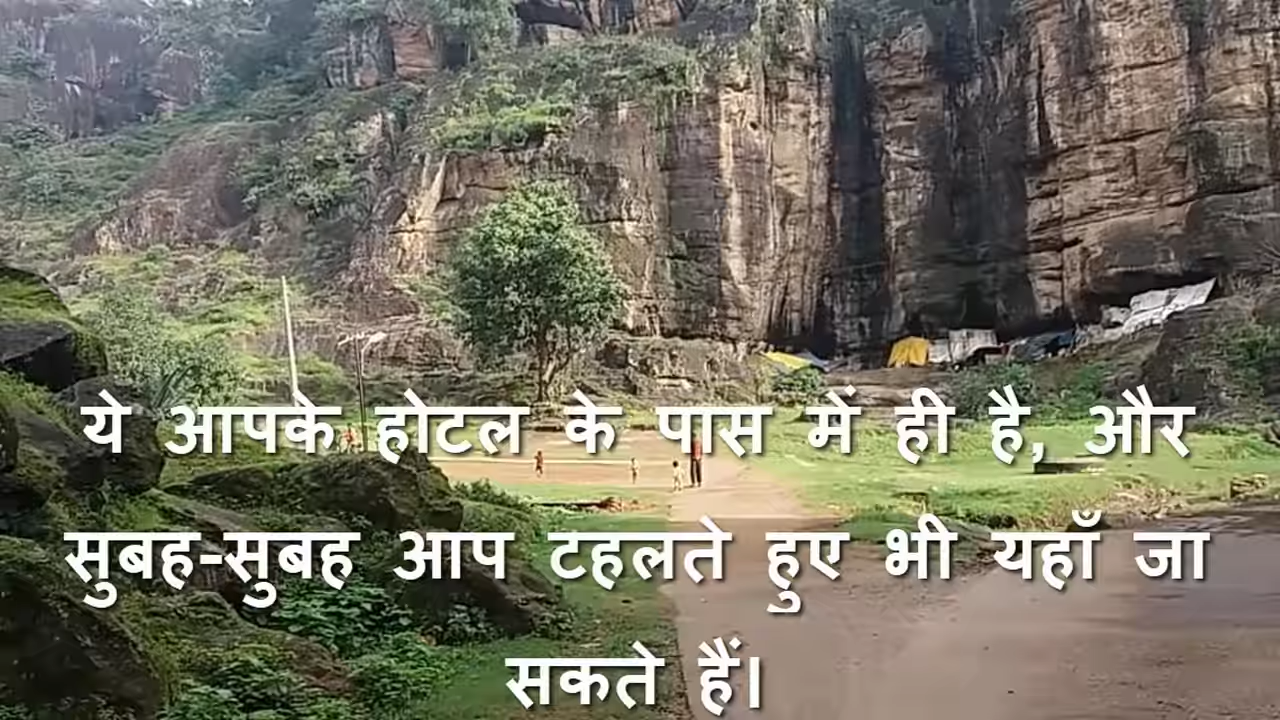 ये आपके होटल के पास में ही है, और
सुबह-सुबह आप टहलते हुए भी यहाँ जा
सकते हैं।